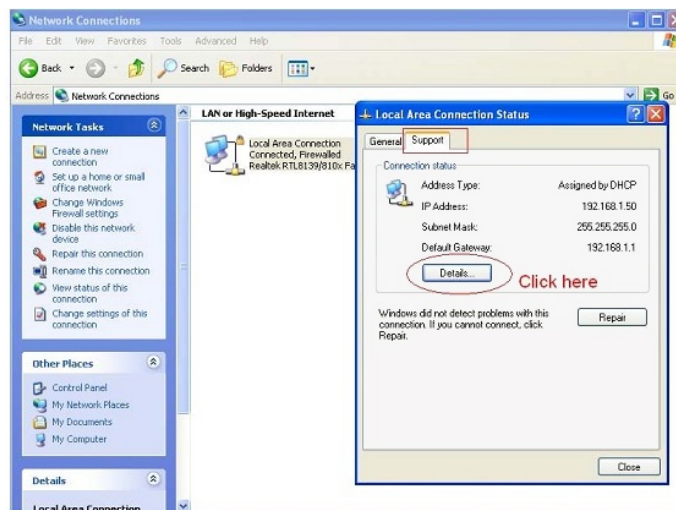 Network Connections
File Edit View Favorites Tools Advanced Help
Back Search Folders
Address Network Connections Go
Network Tasks
Create a new
connection
Set up a home or small
office network
Change Windows
Firewall settings
Disable this network
device
Repair this connection
Rename this connection
View status of this
connection
Change settings of this
connection
Other Places
Control Panel
My Network Places
My Documents
My Computer
Details
Local Area Connection
LAN or High-Speed Internet
Local Area Connection
Connected, Firewalled
Realtek RTL8139/810x Fa
Local Area Connection Status
General Support
Connection status
Address Type: Assigned by DHCP
IP Address: 192.168.1.50
Subnet Mask: 255.255.255.0
Default Gateway: 192.168.1.1
Details...
Click here
Windows did not detect problems with this
connection. If you cannot connect, click
Repair.
Repair
Close